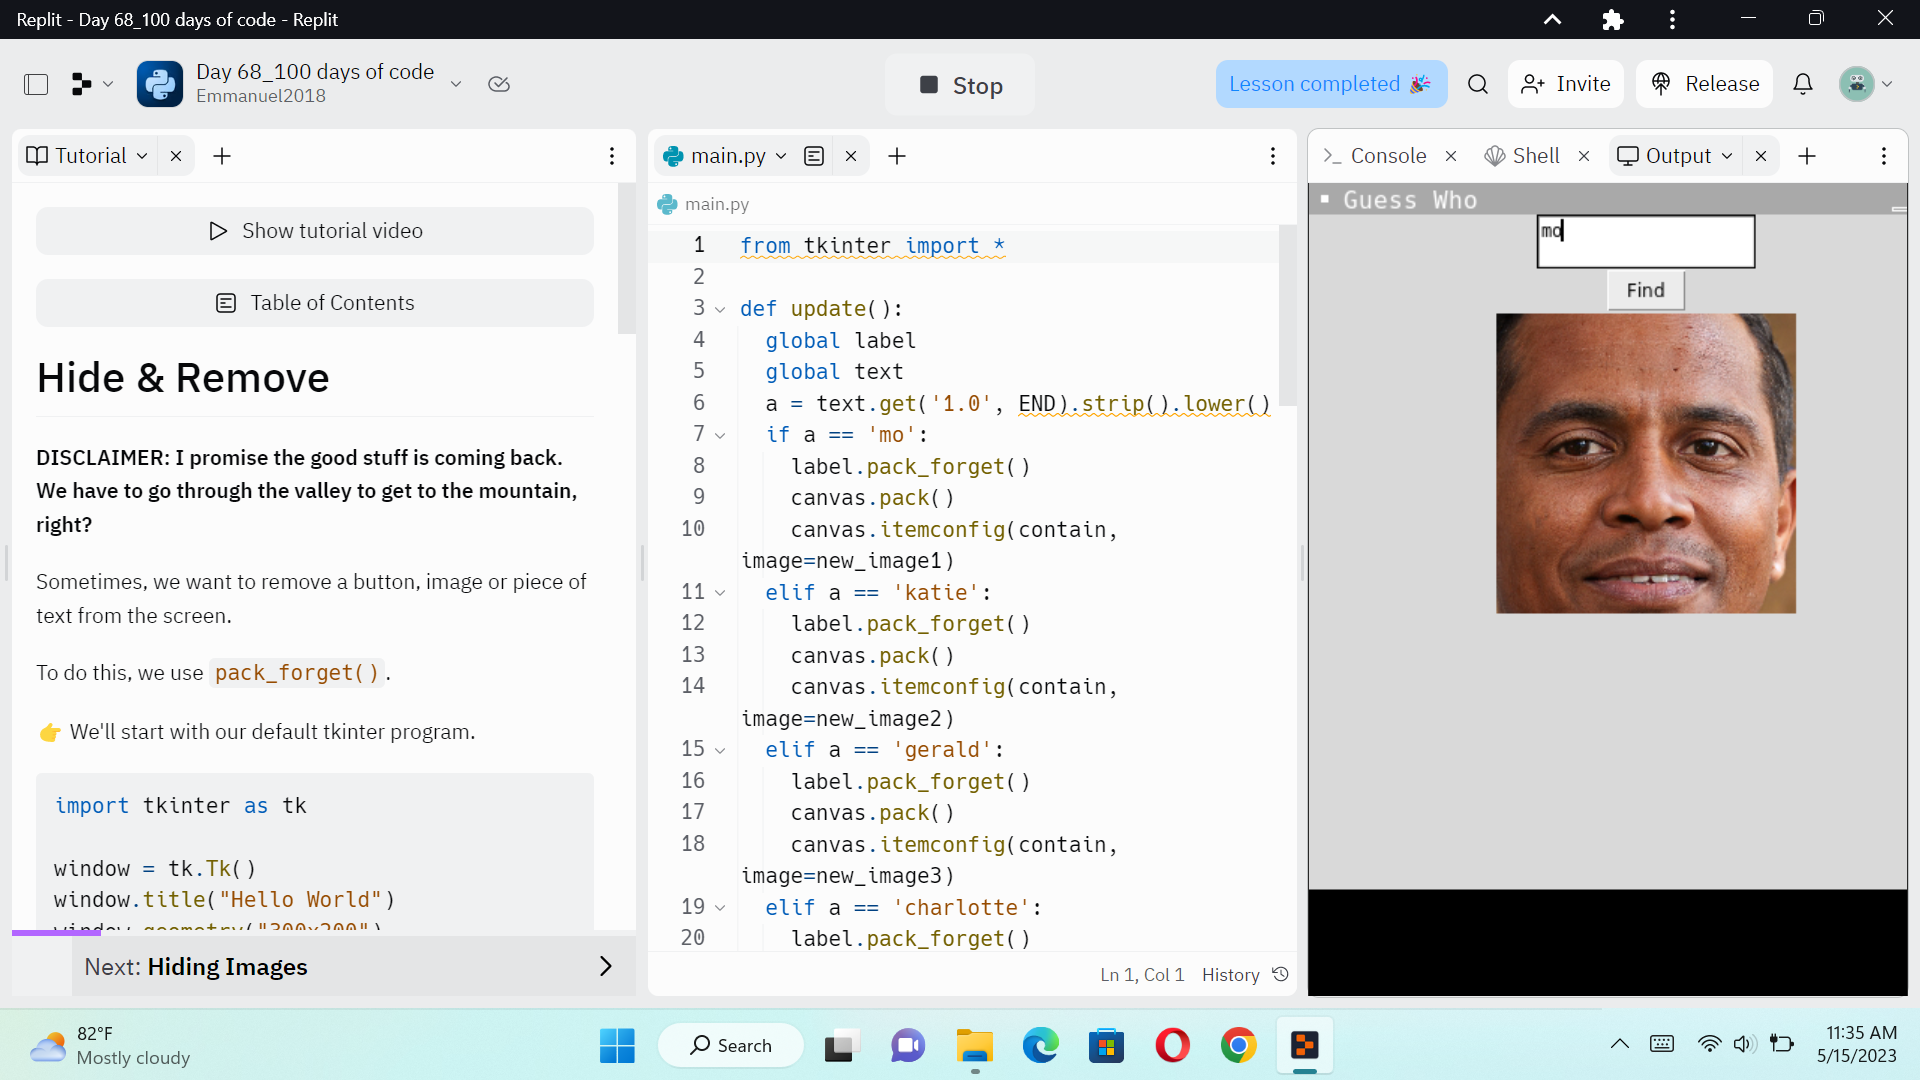 Replit - Day 68_100 days of code - Replit
Day 68_100 days of code
Emmanuel2018
Stop
Lesson completed 🎉
Invite
Release
Tutorial
Show tutorial video
Table of Contents
Hide & Remove
DISCLAIMER: I promise the good stuff is coming back.
We have to go through the valley to get to the mountain,
right?
Sometimes, we want to remove a button, image or piece of
text from the screen.
To do this, we use pack_forget().
👉 We'll start with our default tkinter program.
import tkinter as tk
window = tk.Tk()
window.title("Hello World")
window.geometry("300x200")
Next: Hiding Images
main.py
main.py
1 from tkinter import *
2
3 def update():
4 global label
5 global text
6 a = text.get('1.0', END).strip().lower()
7 if a == 'mo':
8 label.pack_forget()
9 canvas.pack()
10 canvas.itemconfig(contain,
image=new_image1)
11 elif a == 'katie':
12 label.pack_forget()
13 canvas.pack()
14 canvas.itemconfig(contain,
image=new_image2)
15 elif a == 'gerald':
16 label.pack_forget()
17 canvas.pack()
18 canvas.itemconfig(contain,
image=new_image3)
19 elif a == 'charlotte':
20 label.pack_forget()
Ln 1, Col 1 History
Console
Shell
Output
Guess Who
mo
Find
82°F
Mostly cloudy
Search
11:35 AM
5/15/2023